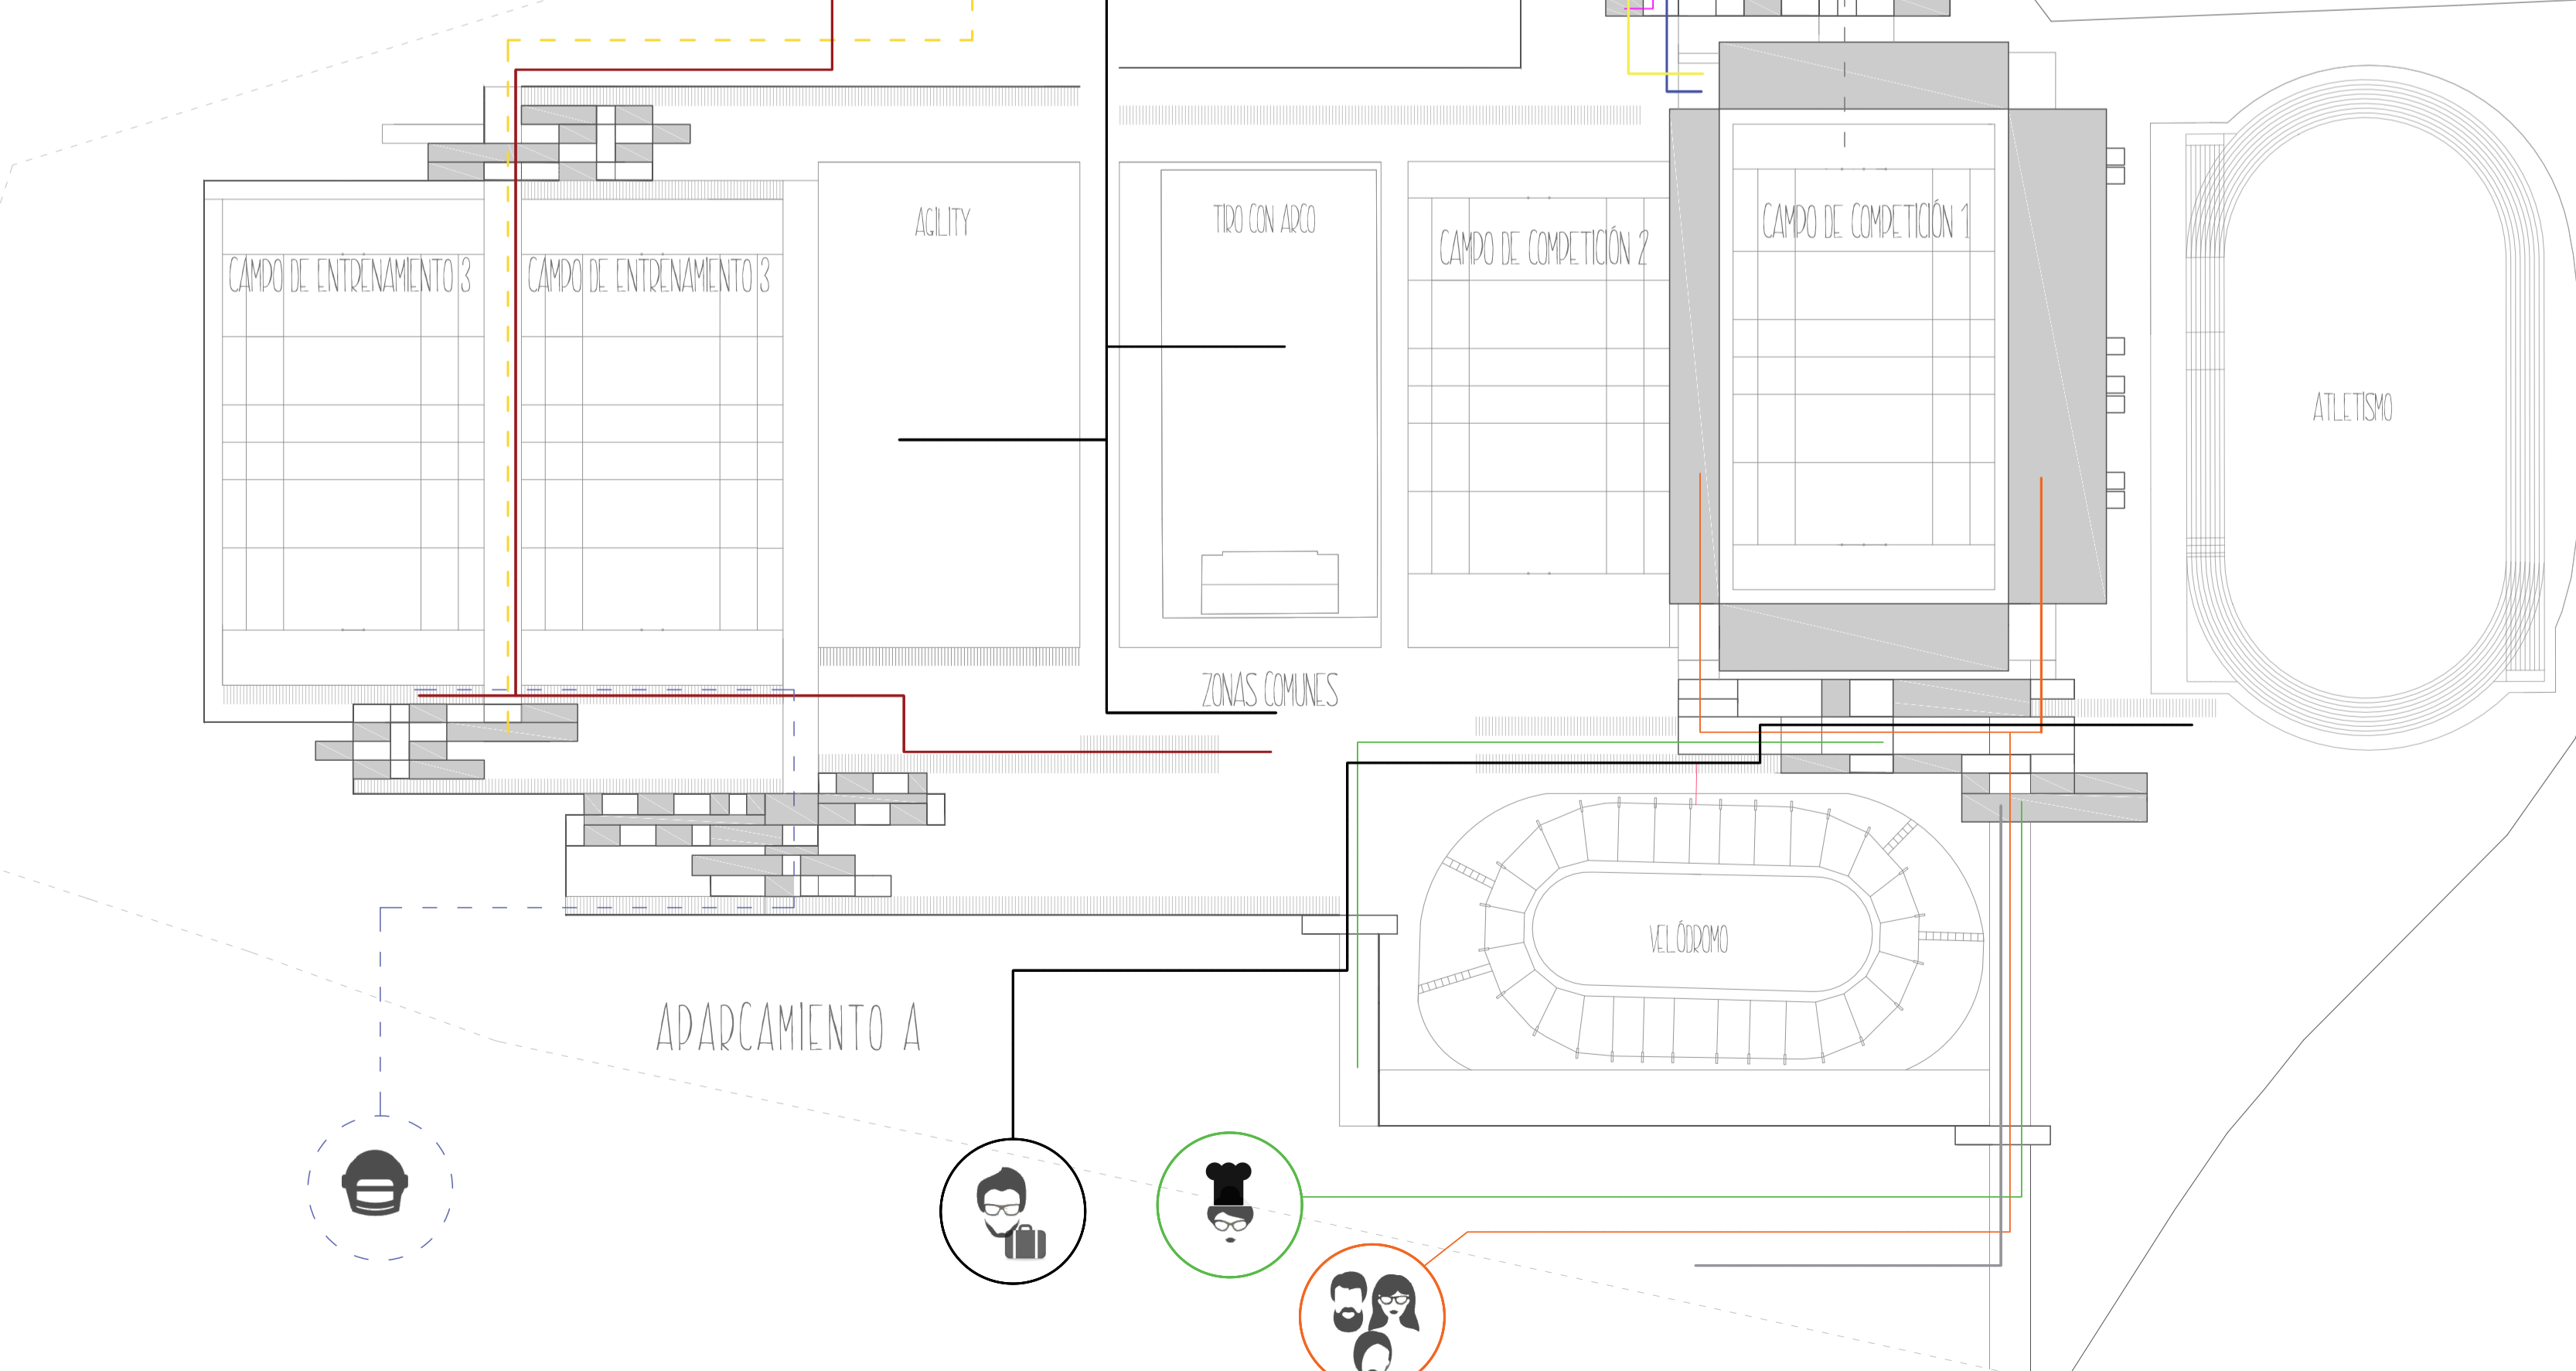 AGILITY
TIRO CON ARCO
CAMPO DE COMPETICIÓN 2
CAMPO DE COMPETICIÓN 1
CAMPO DE ENTRENAMIENTO 3
CAMPO DE ENTRENAMIENTO 3
ATLETISMO
ZONAS COMUNES
VELÓDROMO
APARCAMIENTO A